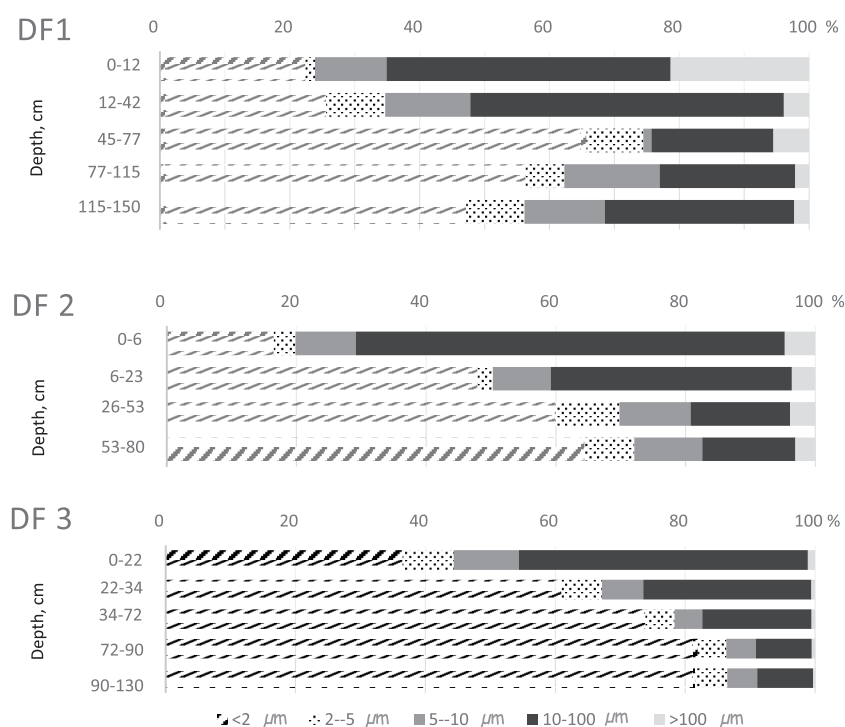 DF1
0 20 40 60 80 100 %
Depth, cm
0-12
12-42
45-77
77-115
115-150
DF 2
0 20 40 60 80 100 %
Depth, cm
0-6
6-23
26-53
53-80
DF 3
0 20 40 60 80 100 %
Depth, cm
0-22
22-34
34-72
72-90
90-130
<2 μm 2--5 μm 5--10 μm 10-100 μm >100 μm